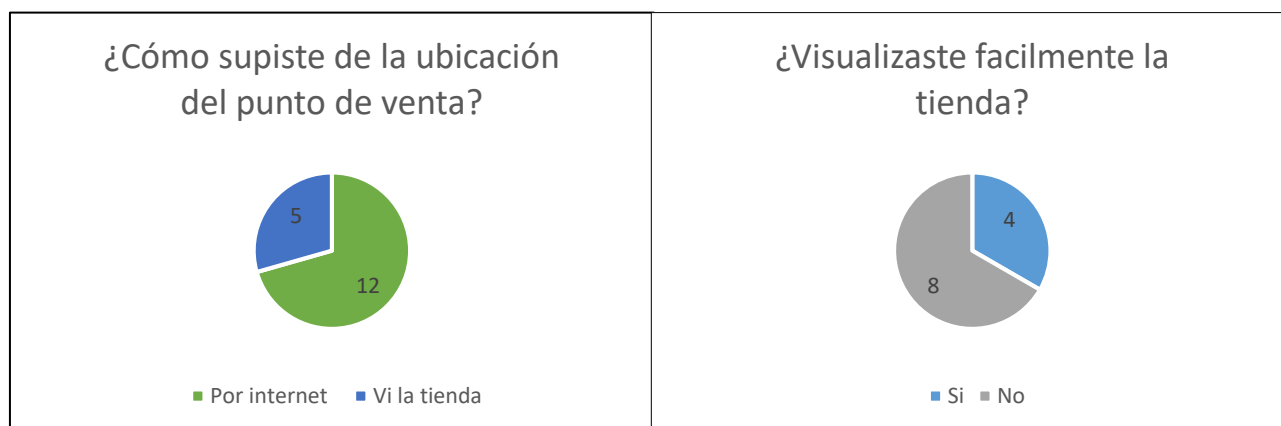 ¿Cómo supiste de la ubicación
del punto de venta?
5
12
Por internet Vi la tienda
¿Visualizaste facilmente la
tienda?
4
8
Si No